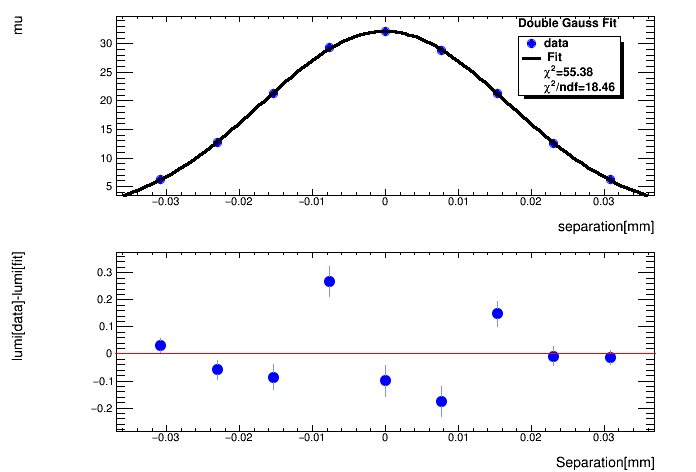 mu
Double Gauss Fit
data
Fit
χ²=55.38
χ²/ndf=18.46
30
25
20
15
10
5
−0.03 −0.02 −0.01 0 0.01 0.02 0.03
separation[mm]
lumi[data]-lumi[fit]
0.3
0.2
0.1
0
−0.1
−0.2
−0.03 −0.02 −0.01 0 0.01 0.02 0.03
Separation[mm]